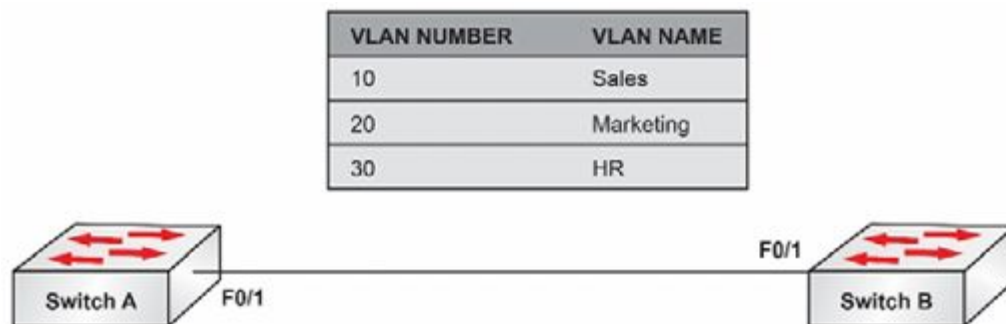 VLAN NUMBER VLAN NAME
10 Sales
20 Marketing
30 HR
F0/1
Switch A F0/1 Switch B